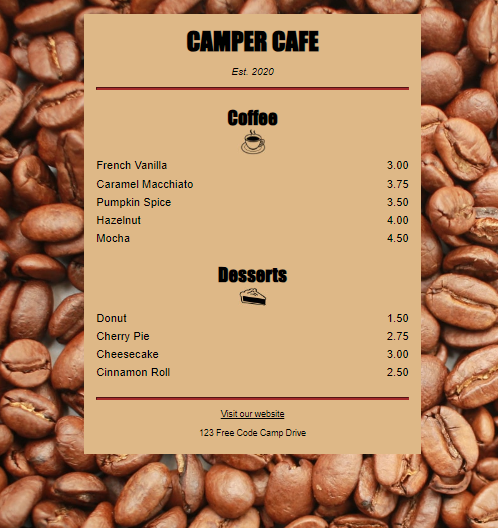 CAMPER CAFE
Est. 2020
Coffee
French Vanilla 3.00
Caramel Macchiato 3.75
Pumpkin Spice 3.50
Hazelnut 4.00
Mocha 4.50
Desserts
Donut 1.50
Cherry Pie 2.75
Cheesecake 3.00
Cinnamon Roll 2.50
Visit our website
123 Free Code Camp Drive